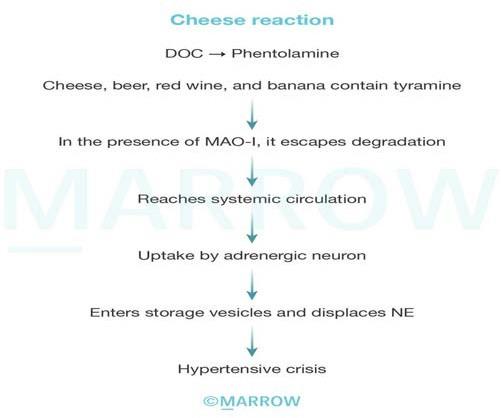 Cheese reaction
DOC → Phentolamine
Cheese, beer, red wine, and banana contain tyramine
In the presence of MAO-I, it escapes degradation
Reaches systemic circulation
Uptake by adrenergic neuron
Enters storage vesicles and displaces NE
Hypertensive crisis
©MARROW
MARROW